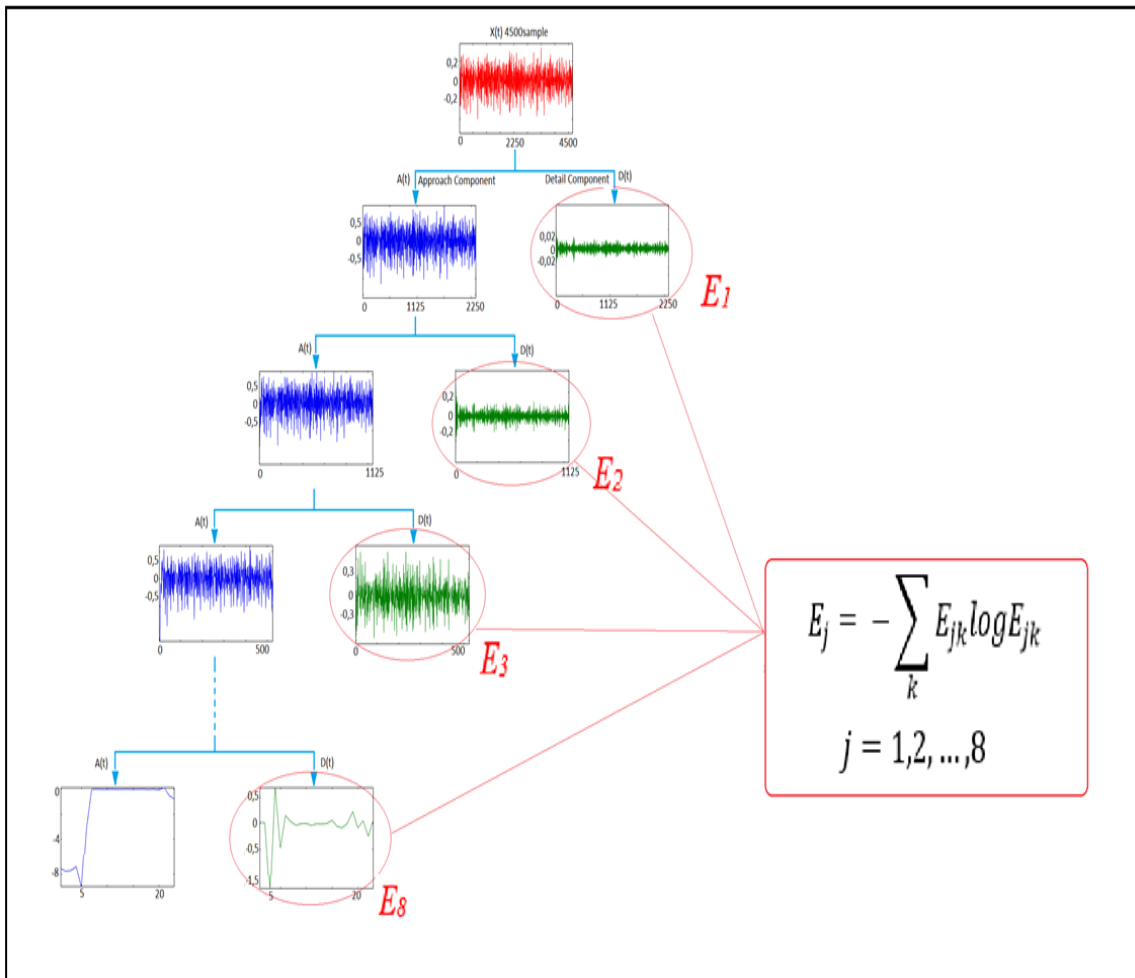 X(t) 4500sample
0,2
0
-0,2
0 2250 4500
A(t) Approach Component Detail Component D(t)
0,5
0
-0,5
0 1125 2250
0,02
0
-0,02
0 1125 2250
E1
A(t) D(t)
0,5
0
-0,5
0 1125
0,2
0
-0,2
0 1125
E2
A(t) D(t)
0,5
0
-0,5
0 500
0,3
0
-0,3
0 500
E3
Ej = − ∑k EjklogEjk
j = 1,2, …,8
A(t) D(t)
0
-4
-8
5 20
0,5
0
-0,5
-1,5
5 20
E8